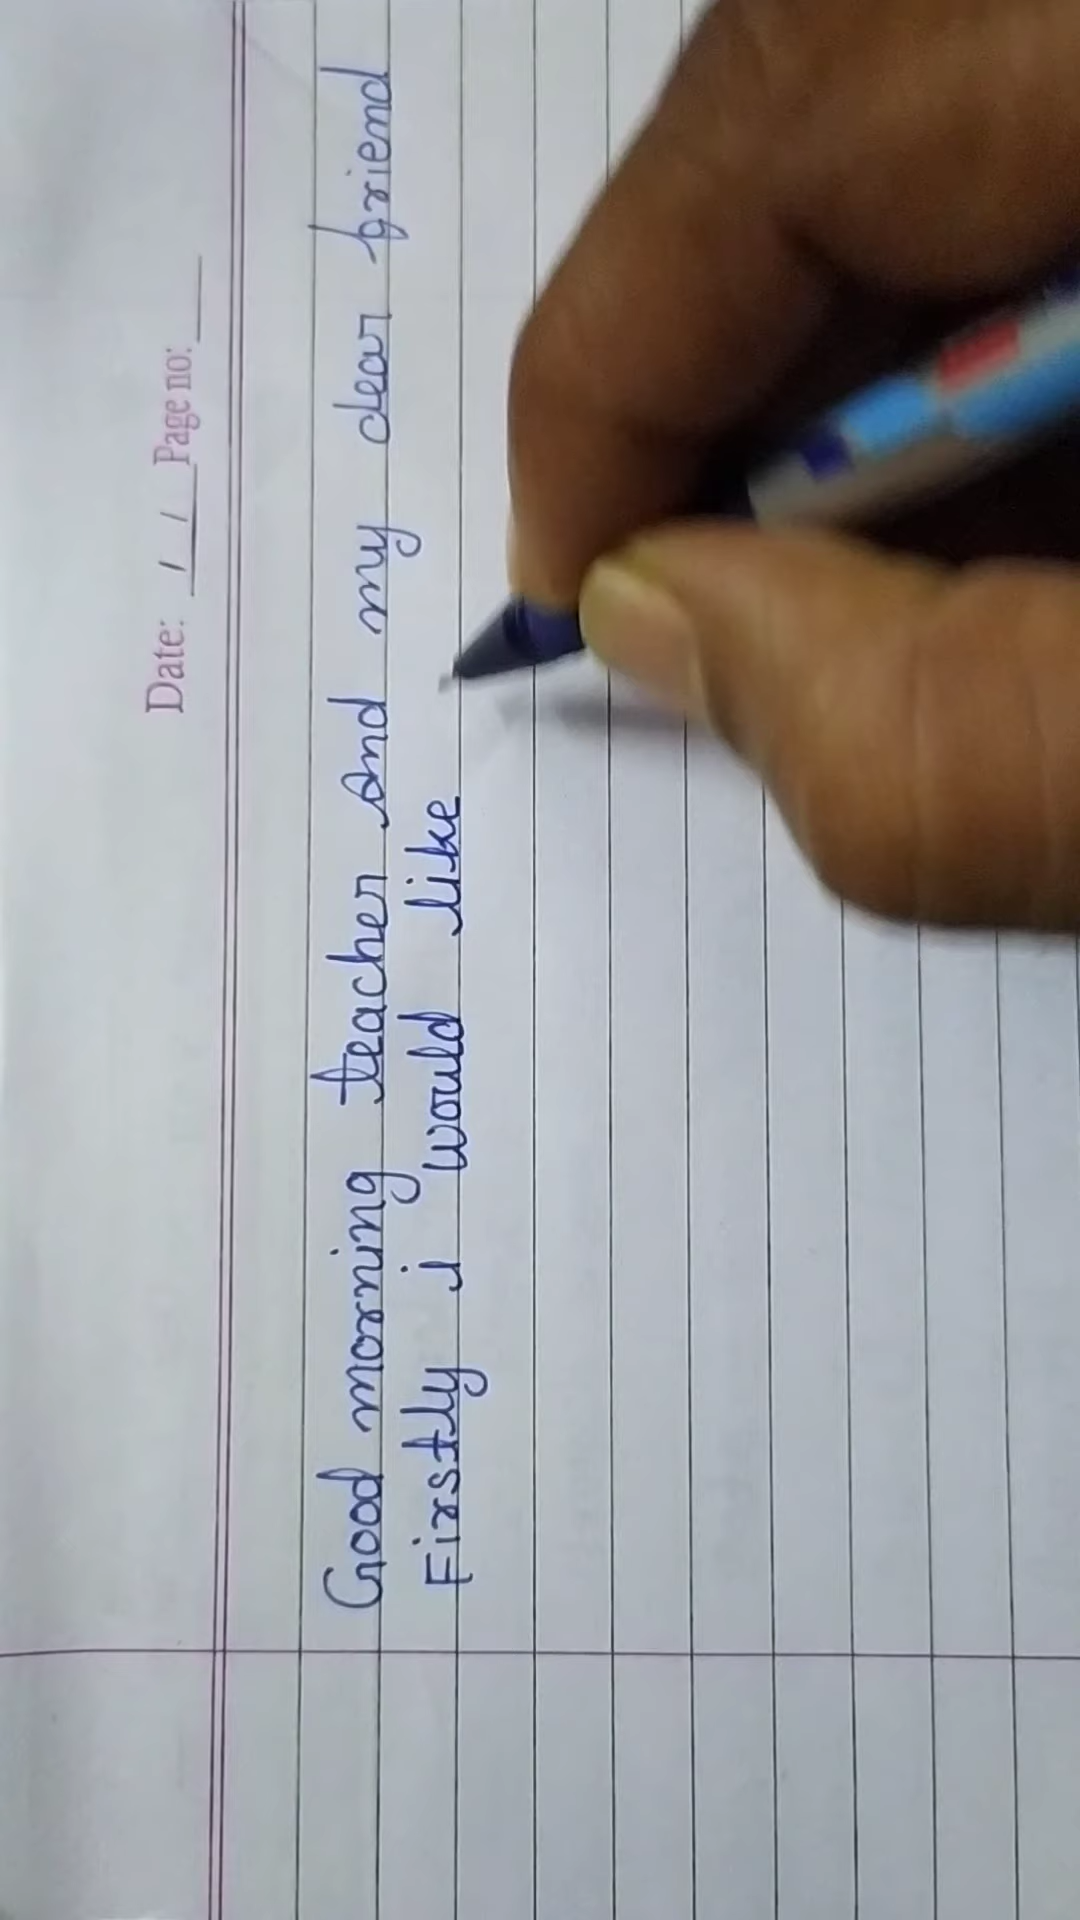 Date: / / Page no:
Good morning teacher and my dear friend
Firstly i would like